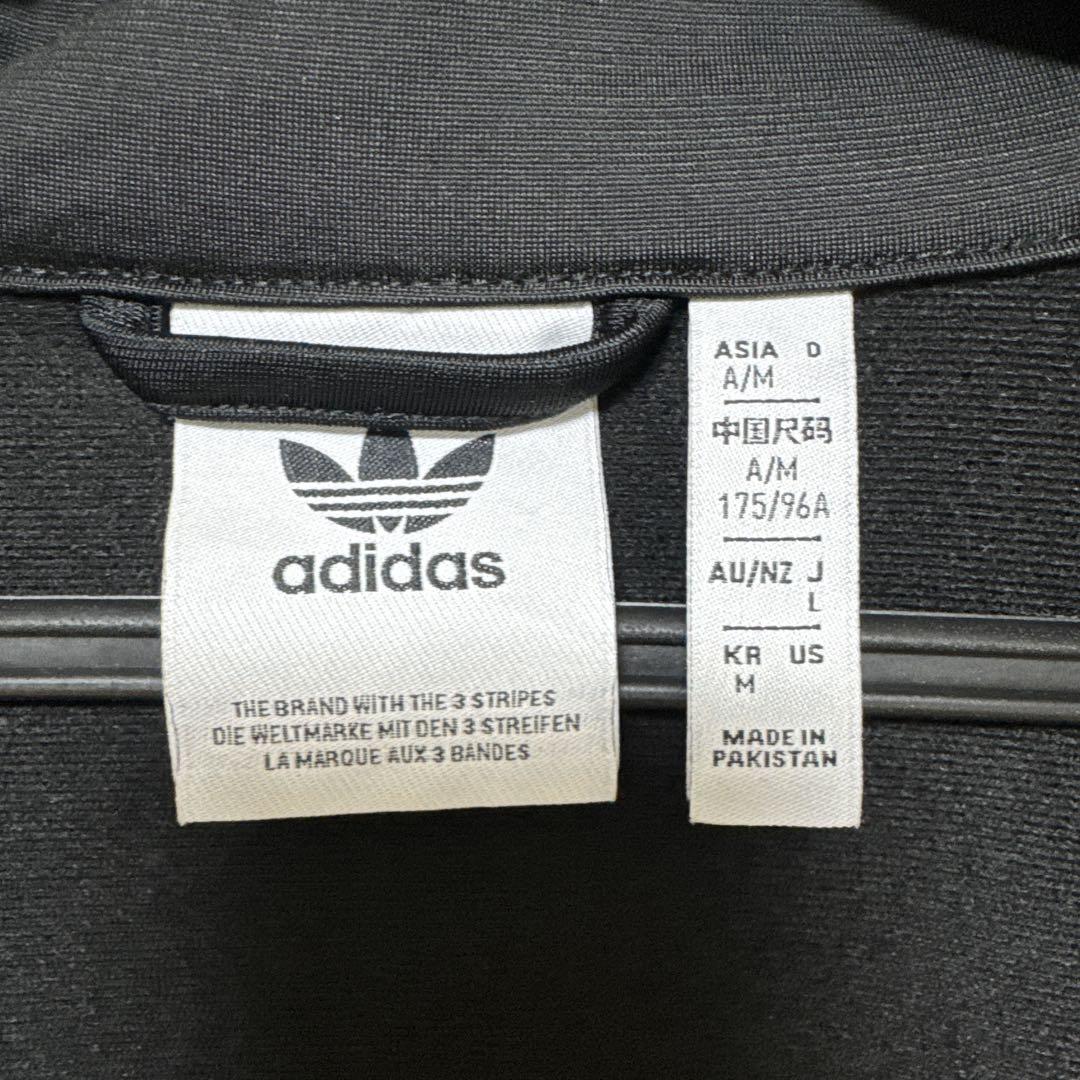 adidas
THE BRAND WITH THE 3 STRIPES
DIE WELTMARKE MIT DEN 3 STREIFEN
LA MARQUE AUX 3 BANDES
ASIA D
A/M
中国尺码
A/M
175/96A
AU/NZ J
L
KR US
M
MADE IN
PAKISTAN